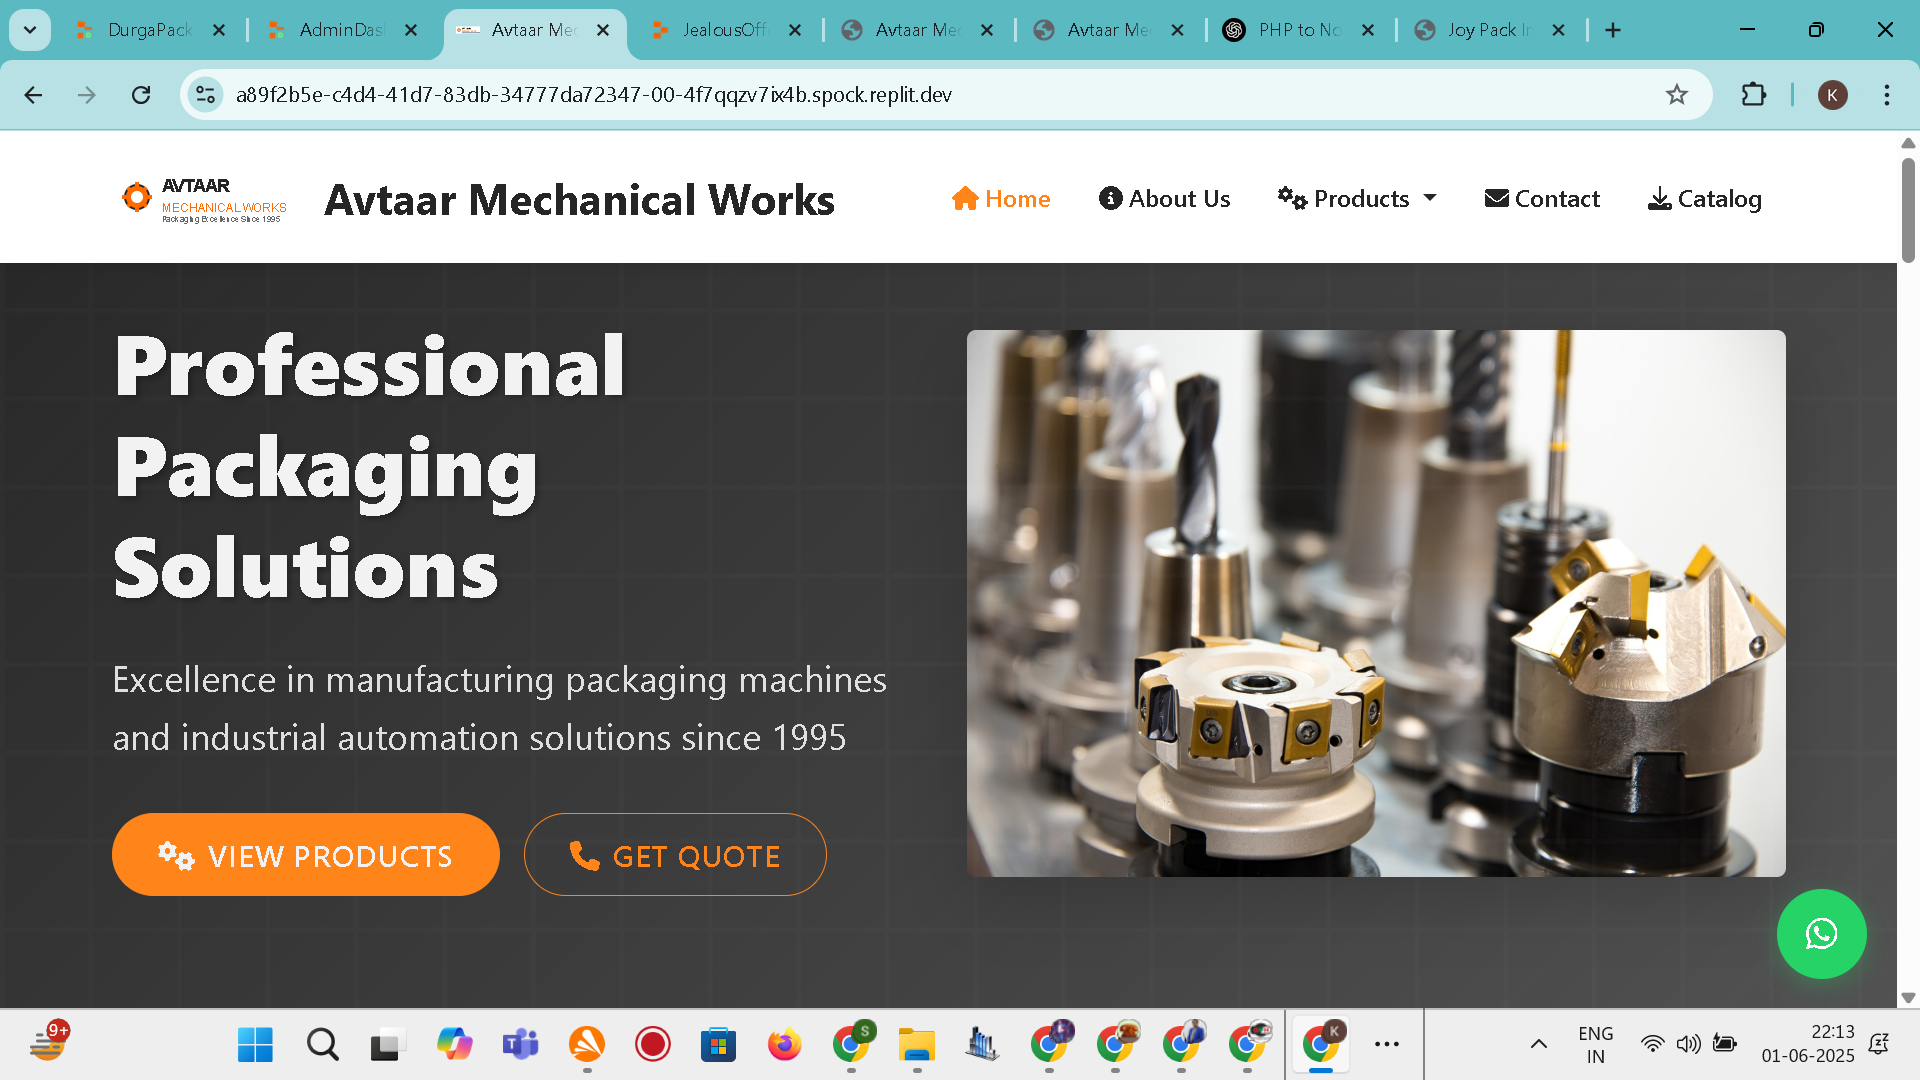 DurgaPack
AdminDas
Avtaar Me
JealousOff
Avtaar Me
Avtaar Me
PHP to No
Joy Pack In
a89f2b5e-c4d4-41d7-83db-34777da72347-00-4f7qqzv7ix4b.spock.replit.dev
K
AVTAAR
MECHANICAL WORKS
Packaging Excellence Since 1995
Avtaar Mechanical Works
Home
About Us
Products
Contact
Catalog
Professional
Packaging
Solutions
Excellence in manufacturing packaging machines
and industrial automation solutions since 1995
VIEW PRODUCTS
GET QUOTE
9+
S
K
ENG
IN
22:13
01-06-2025